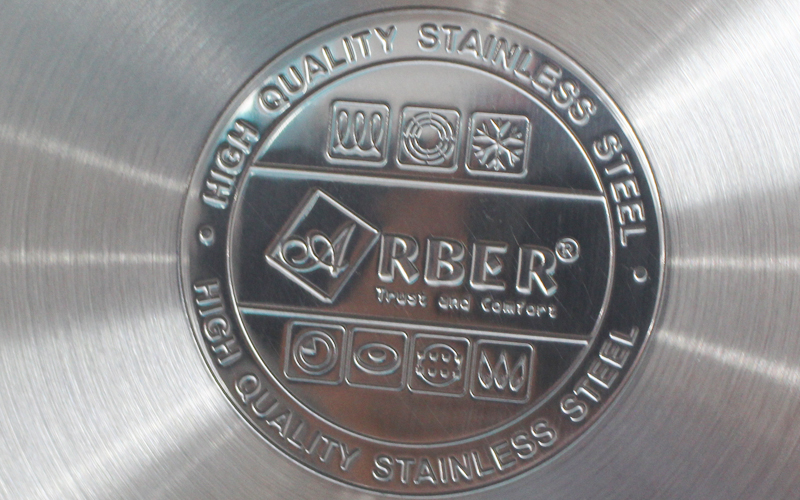 HIGH QUALITY STAINLESS STEEL
ARBER®
Trust and Comfort
HIGH QUALITY STAINLESS STEEL